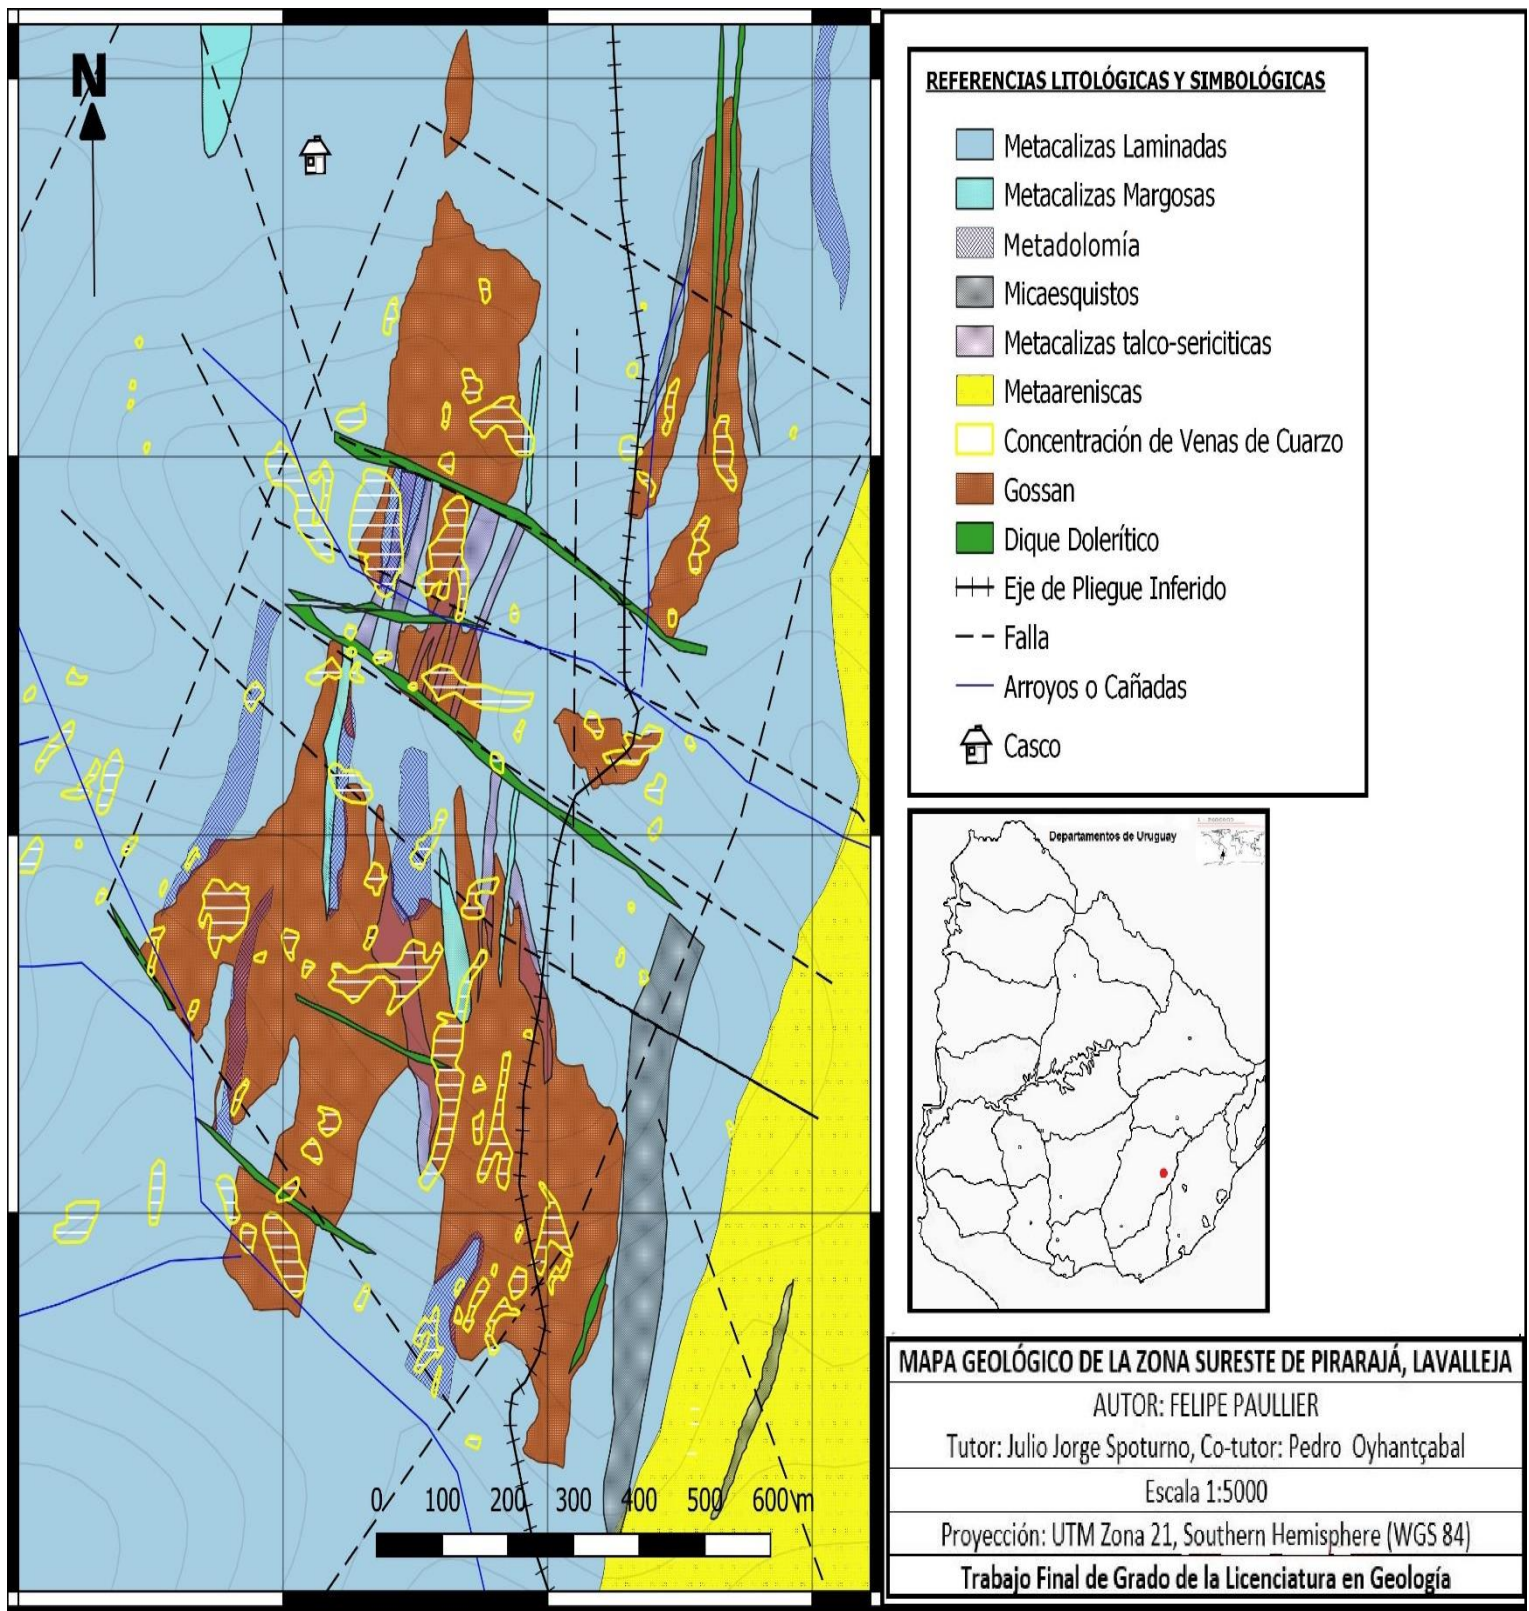 N
0 100 200 300 400 500 600 m
REFERENCIAS LITOLÓGICAS Y SIMBOLÓGICAS
Metacalizas Laminadas
Metacalizas Margosas
Metadolomía
Micaesquistos
Metacalizas talco-sericiticas
Metaareniscas
Concentración de Venas de Cuarzo
Gossan
Dique Dolerítico
Eje de Pliegue Inferido
Falla
Arroyos o Cañadas
Casco
Departamentos de Uruguay
MAPA GEOLÓGICO DE LA ZONA SURESTE DE PIRARAJÁ, LAVALLEJA
AUTOR: FELIPE PAULLIER
Tutor: Julio Jorge Spoturno, Co-tutor: Pedro Oyhantçabal
Escala 1:5000
Proyección: UTM Zona 21, Southern Hemisphere (WGS 84)
Trabajo Final de Grado de la Licenciatura en Geología